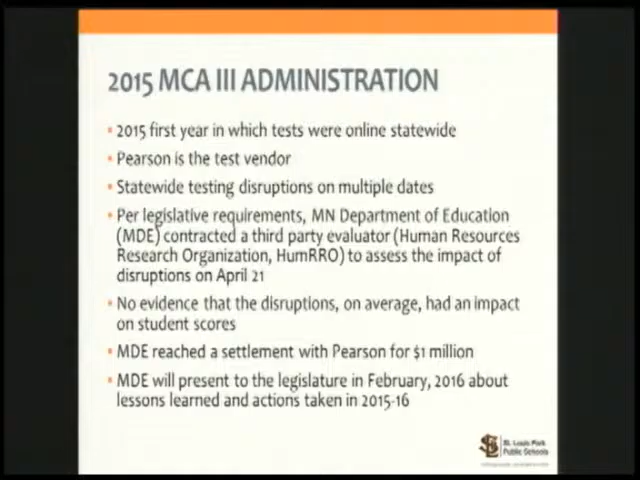 2015 MCA III ADMINISTRATION
• 2015 first year in which tests were online statewide
• Pearson is the test vendor
• Statewide testing disruptions on multiple dates
• Per legislative requirements, MN Department of Education
(MDE) contracted a third party evaluator (Human Resources
Research Organization, HumRRO) to assess the impact of
disruptions on April 21
• No evidence that the disruptions, on average, had an impact
on student scores
• MDE reached a settlement with Pearson for $1 million
• MDE will present to the legislature in February, 2016 about
lessons learned and actions taken in 2015-16
St. Louis Park
Public Schools